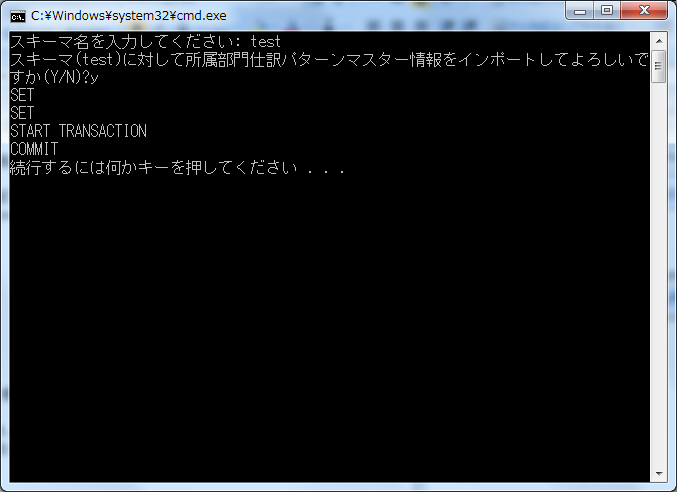 C:¥Windows¥system32¥cmd.exe
スキーマ名を入力してください: test
スキーマ(test)に対して所属部門仕訳パターンマスター情報をインポートしてよろしいで
すか(Y/N)?y
SET
SET
START TRANSACTION
COMMIT
続行するには何かキーを押してください . . .